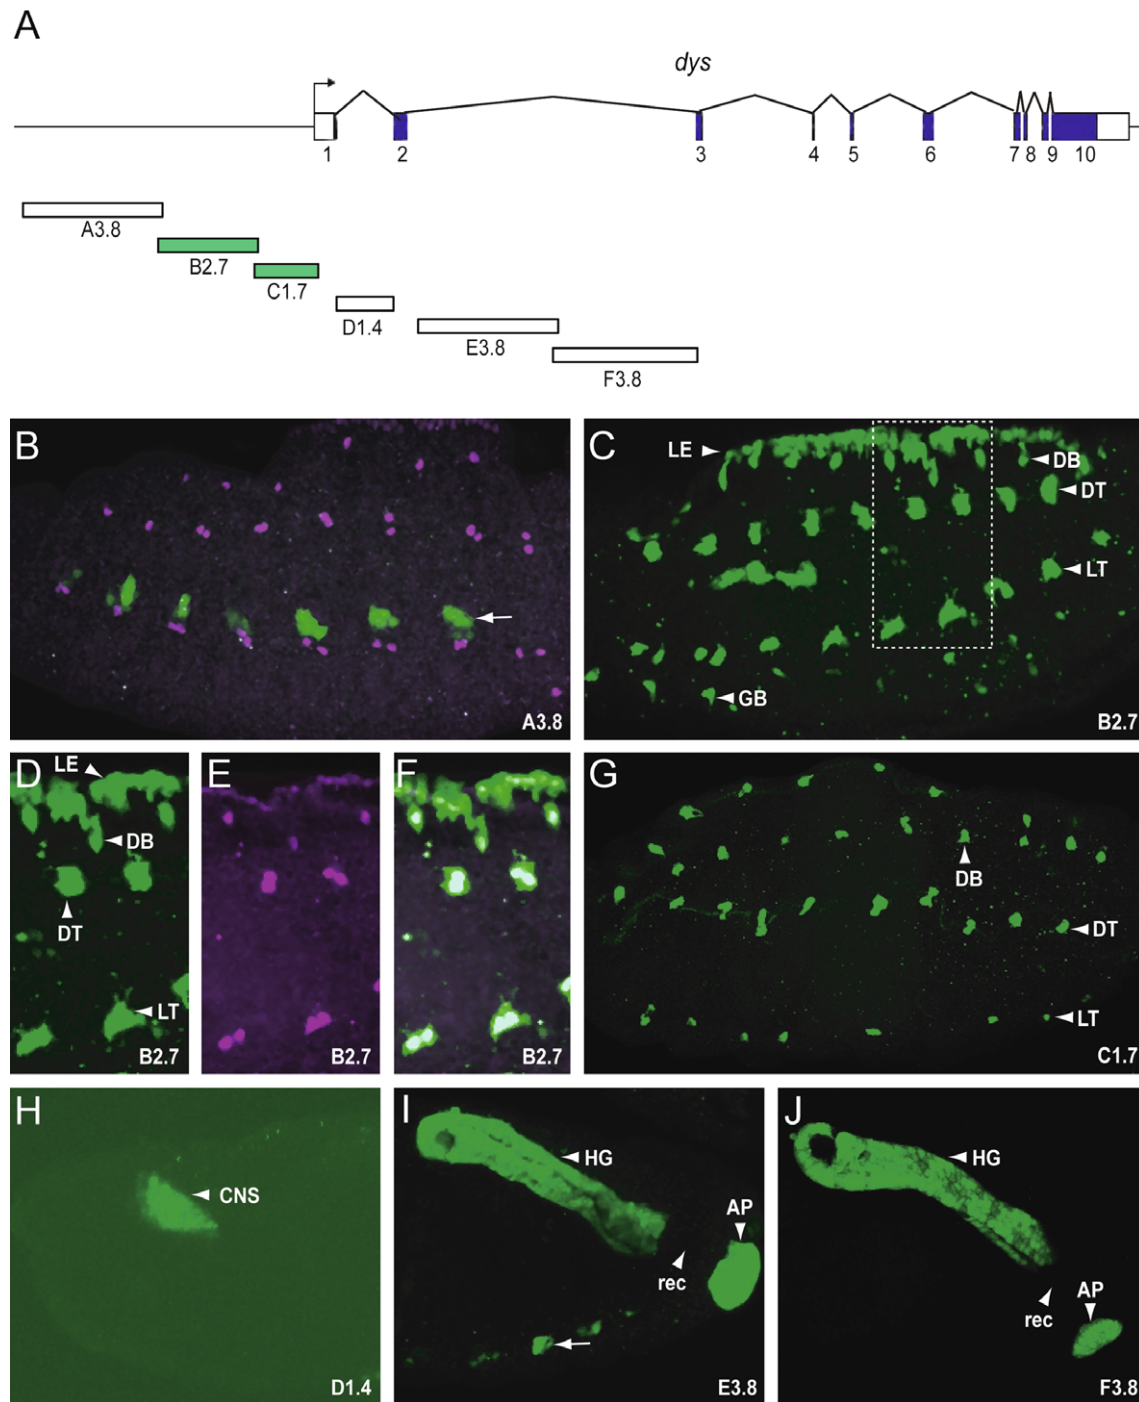 A
dys
1 2 3 4 5 6 7 8 9 10
A3.8
B2.7
C1.7
D1.4
E3.8
F3.8
B
A3.8
C
LE
DB
DT
LT
GB
B2.7
D
LE
DB
DT
LT
B2.7
E
B2.7
F
B2.7
G
DB
DT
LT
C1.7
H
CNS
D1.4
I
HG
AP
rec
E3.8
J
HG
AP
rec
F3.8